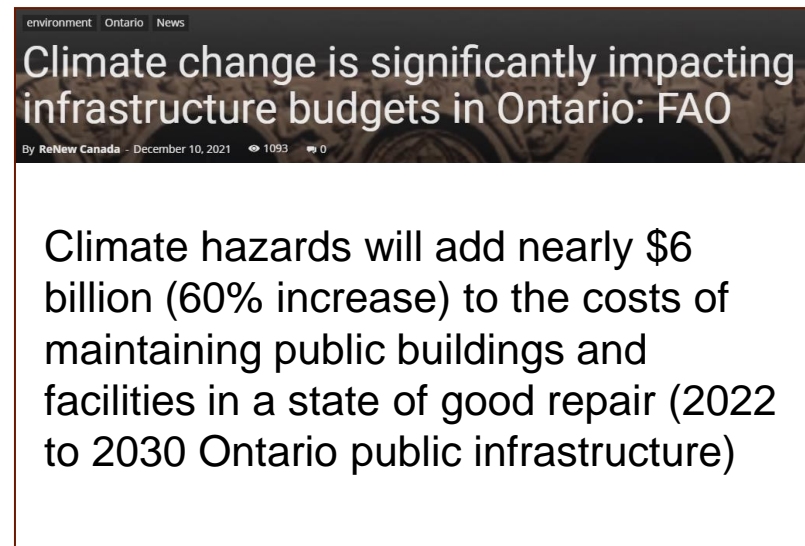 environment Ontario News
Climate change is significantly impacting
infrastructure budgets in Ontario: FAO
By ReNew Canada - December 10, 2021 1093 0
Climate hazards will add nearly $6
billion (60% increase) to the costs of
maintaining public buildings and
facilities in a state of good repair (2022
to 2030 Ontario public infrastructure)